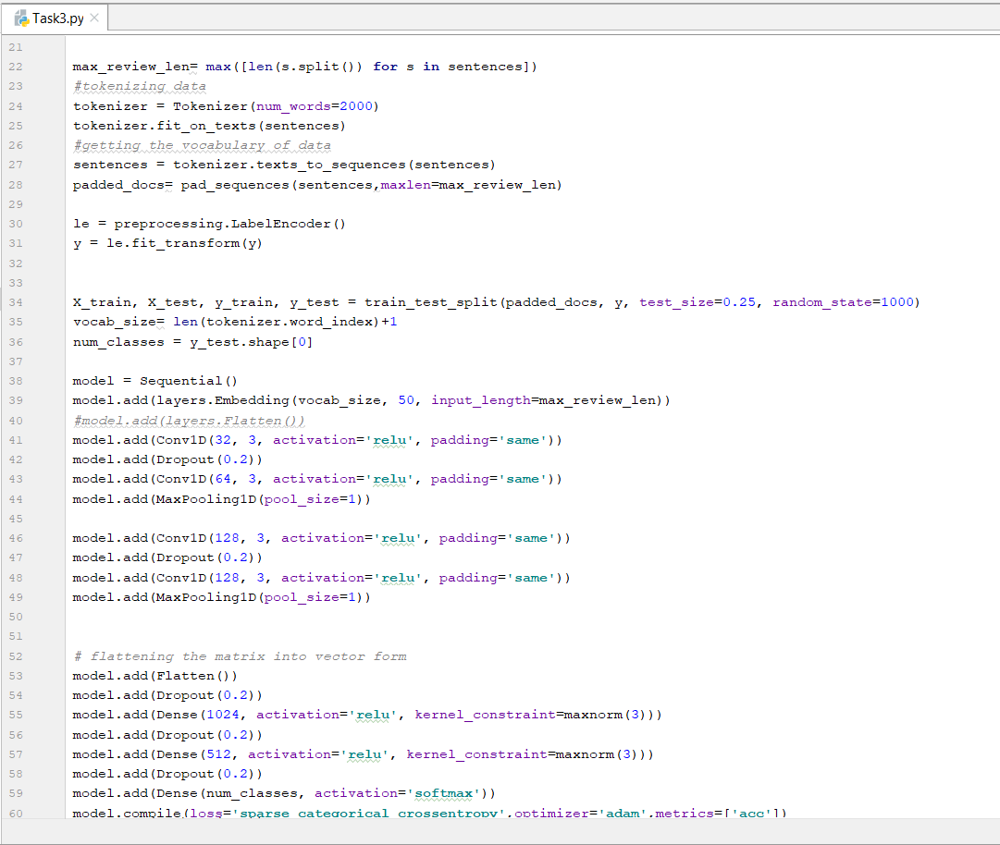 Task3.py
21
22 max_review_len= max([len(s.split()) for s in sentences])
23 #tokenizing data
24 tokenizer = Tokenizer(num_words=2000)
25 tokenizer.fit_on_texts(sentences)
26 #getting the vocabulary of data
27 sentences = tokenizer.texts_to_sequences(sentences)
28 padded_docs= pad_sequences(sentences,maxlen=max_review_len)
29
30 le = preprocessing.LabelEncoder()
31 y = le.fit_transform(y)
32
33
34 X_train, X_test, y_train, y_test = train_test_split(padded_docs, y, test_size=0.25, random_state=1000)
35 vocab_size= len(tokenizer.word_index)+1
36 num_classes = y_test.shape[0]
37
38 model = Sequential()
39 model.add(layers.Embedding(vocab_size, 50, input_length=max_review_len))
40 #model.add(layers.Flatten())
41 model.add(Conv1D(32, 3, activation='relu', padding='same'))
42 model.add(Dropout(0.2))
43 model.add(Conv1D(64, 3, activation='relu', padding='same'))
44 model.add(MaxPooling1D(pool_size=1))
45
46 model.add(Conv1D(128, 3, activation='relu', padding='same'))
47 model.add(Dropout(0.2))
48 model.add(Conv1D(128, 3, activation='relu', padding='same'))
49 model.add(MaxPooling1D(pool_size=1))
50
51
52 # flattening the matrix into vector form
53 model.add(Flatten())
54 model.add(Dropout(0.2))
55 model.add(Dense(1024, activation='relu', kernel_constraint=maxnorm(3)))
56 model.add(Dropout(0.2))
57 model.add(Dense(512, activation='relu', kernel_constraint=maxnorm(3)))
58 model.add(Dropout(0.2))
59 model.add(Dense(num_classes, activation='softmax'))
60 model.compile(loss='sparse_categorical_crossentropy',optimizer='adam',metrics=['acc'])